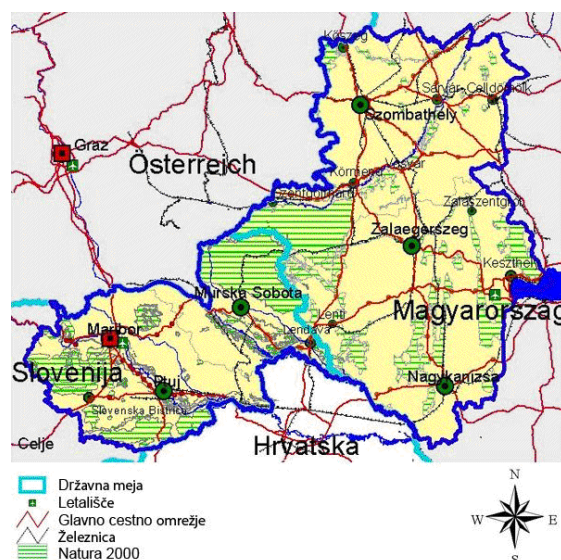 Kőszeg
Sárvár-Celldömölk
Szombathely
Graz
Österreich
Vasvár
Körmend
Szentgotthárd
Zalaszentgrót
Zalaegerszeg
Keszthely
Murska Sobota
Magyarország
Lenti
Lendava
Maribor
Slovenija
Ptuj
Nagykanizsa
Slovenska Bistrica
Celje
Hrvatska
Državna meja
Letališče
Glavno cestno omrežje
Železnica
Natura 2000
N
W
E
S